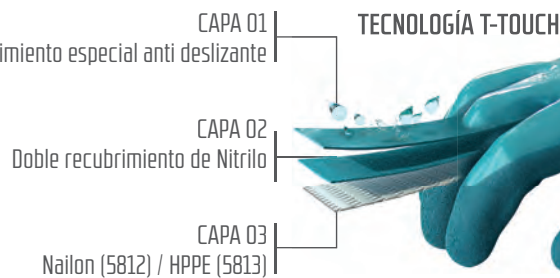 CAPA 01
especial anti deslizante
TECNOLOGÍA T-TOUCH
CAPA 02
Doble recubrimiento de Nitrilo
CAPA 03
Nailon (5812) / HPPE (5813)